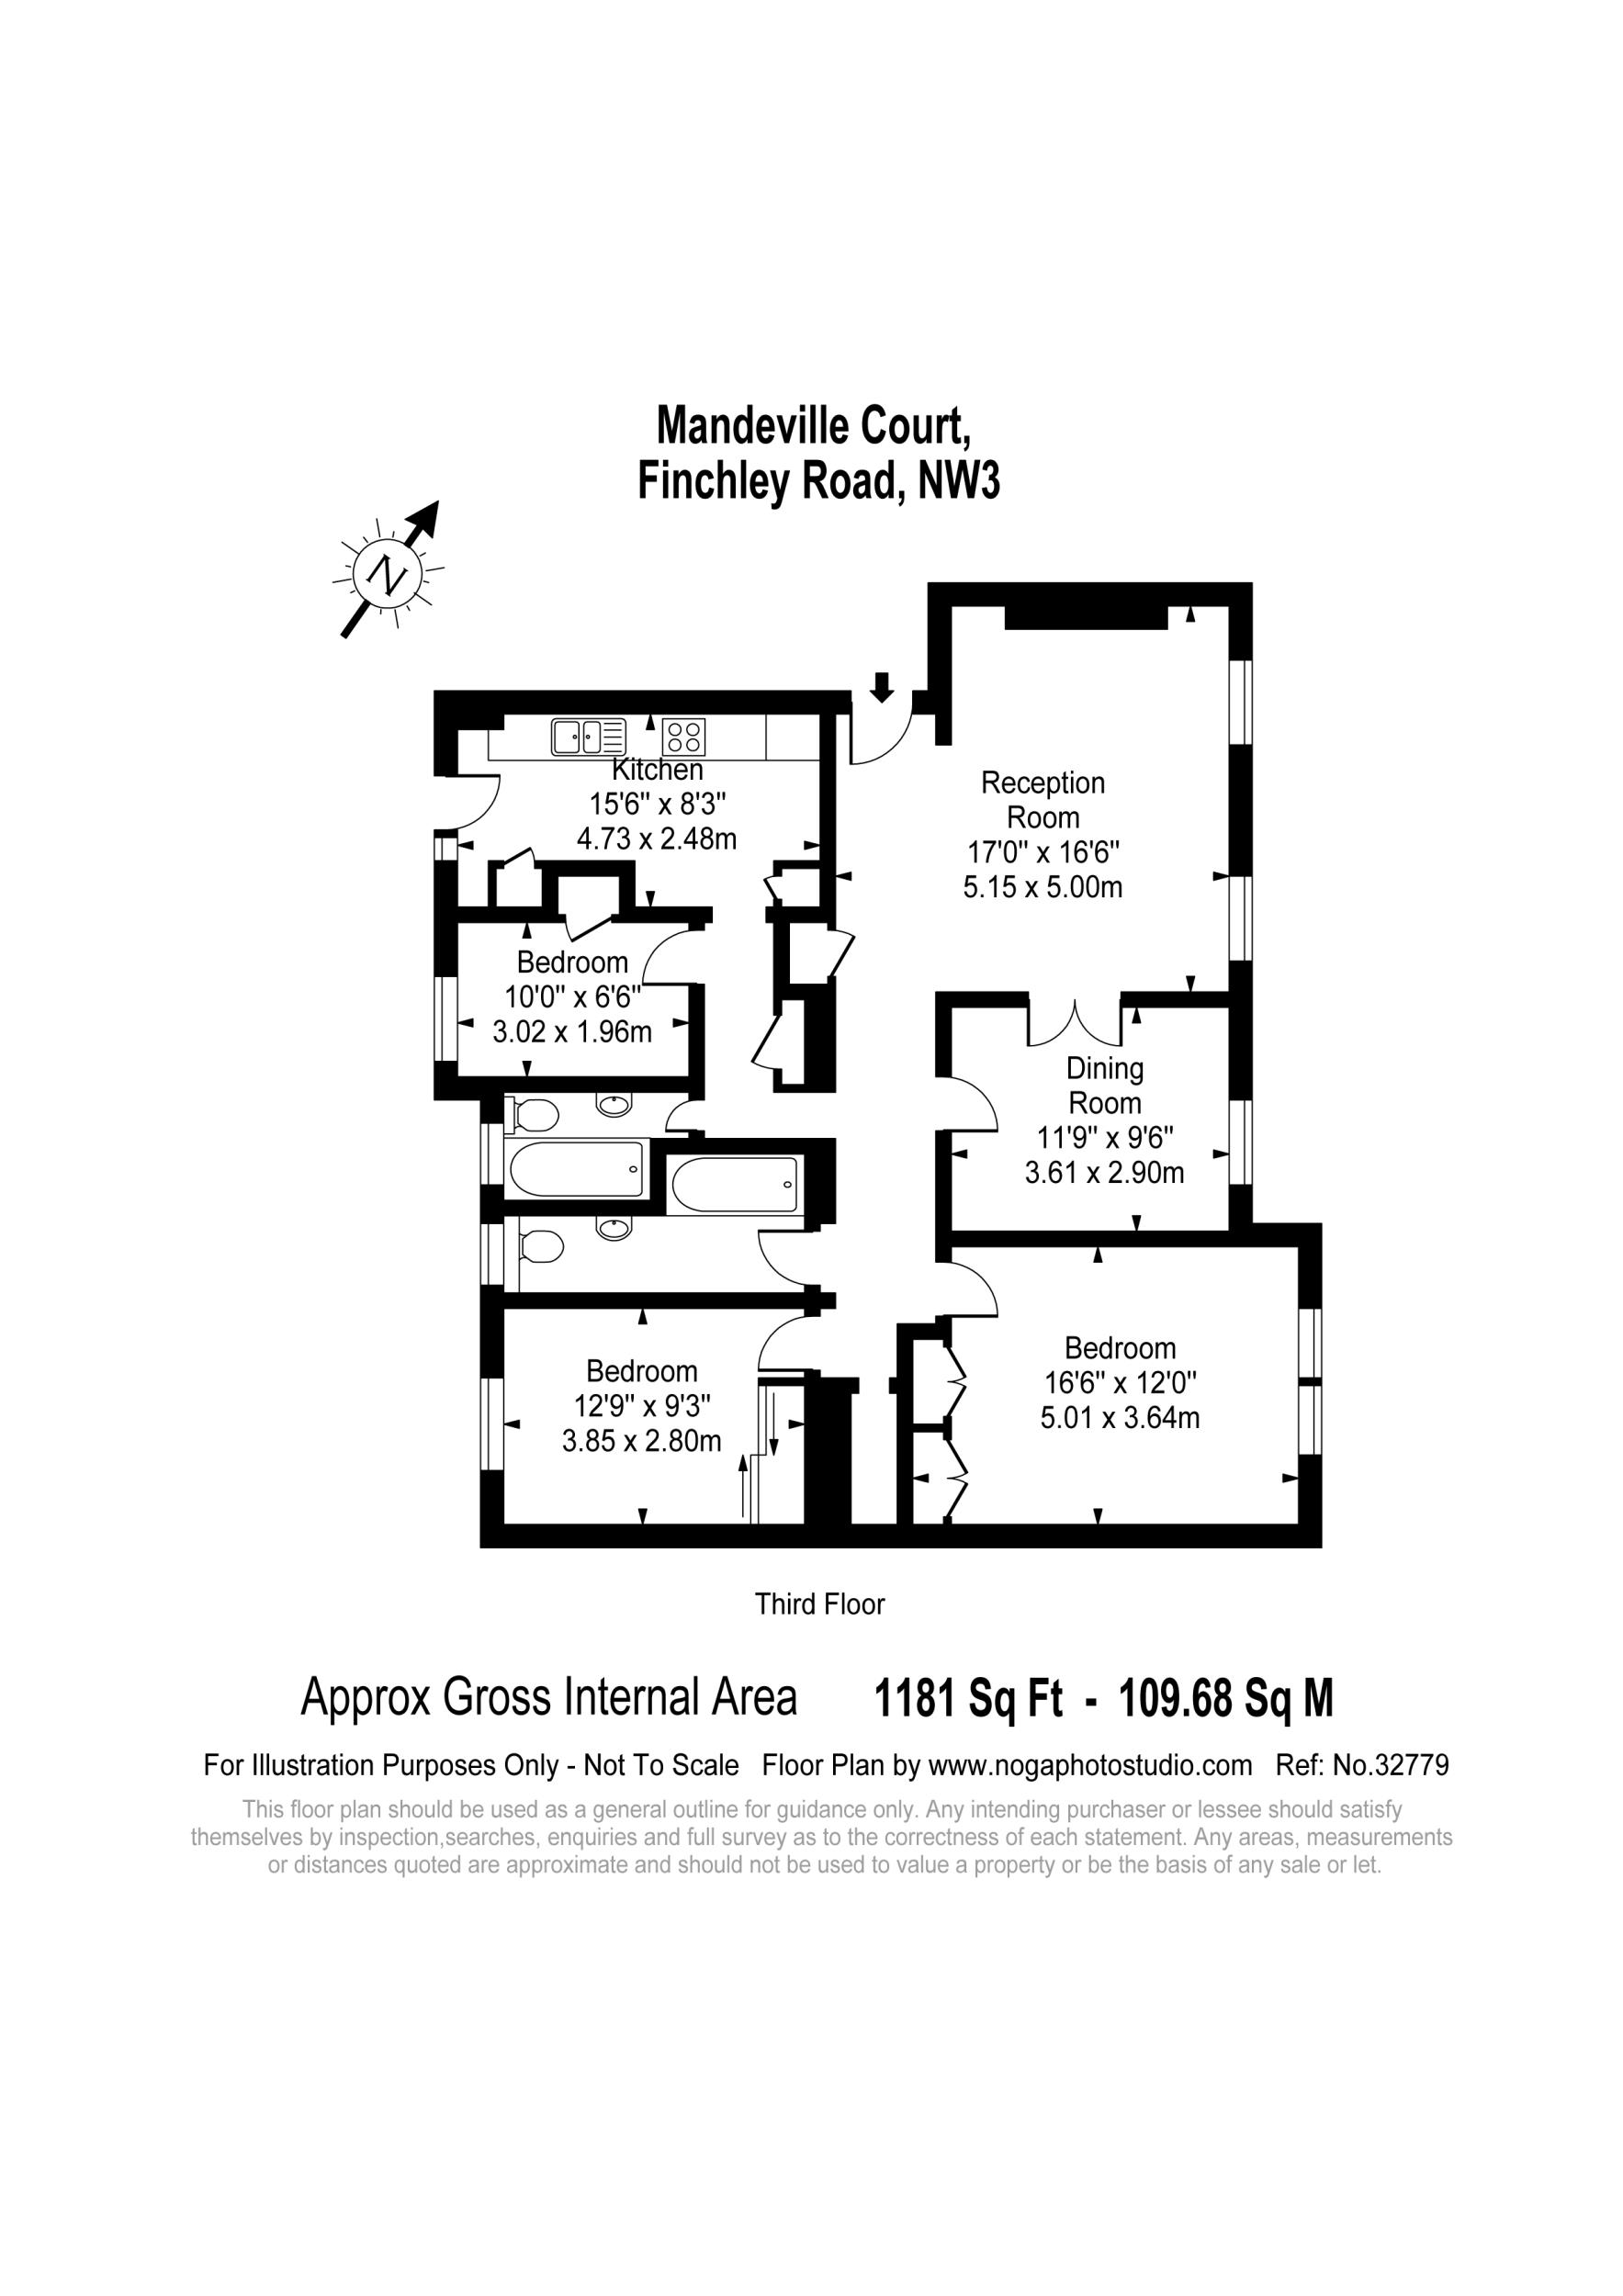 Mandeville Court,
Finchley Road, NW3
N
Kitchen
15'6" x 8'3"
4.73 x 2.48m
Reception
Room
17'0" x 16'6"
5.15 x 5.00m
Bedroom
10'0" x 6'6"
3.02 x 1.96m
Dining
Room
11'9" x 9'6"
3.61 x 2.90m
Bedroom
12'9" x 9'3"
3.85 x 2.80m
Bedroom
16'6" x 12'0"
5.01 x 3.64m
Third Floor
Approx Gross Internal Area 1181 Sq Ft - 109.68 Sq M
For Illustration Purposes Only - Not To Scale Floor Plan by www.nogaphotostudio.com Ref: No.32779
This floor plan should be used as a general outline for guidance only. Any intending purchaser or lessee should satisfy
themselves by inspection,searches, enquiries and full survey as to the correctness of each statement. Any areas, measurements
or distances quoted are approximate and should not be used to value a property or be the basis of any sale or let.